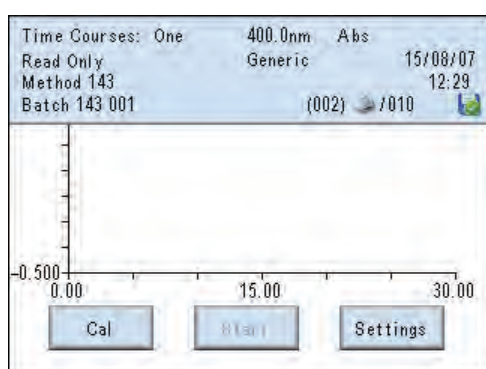 Time Courses: One 400.0nm Abs
Read Only Generic 15/08/07
Method 143 12:29
Batch 143 001 (002) /010
-0.500
0.00 15.00 30.00
Cal Start Settings